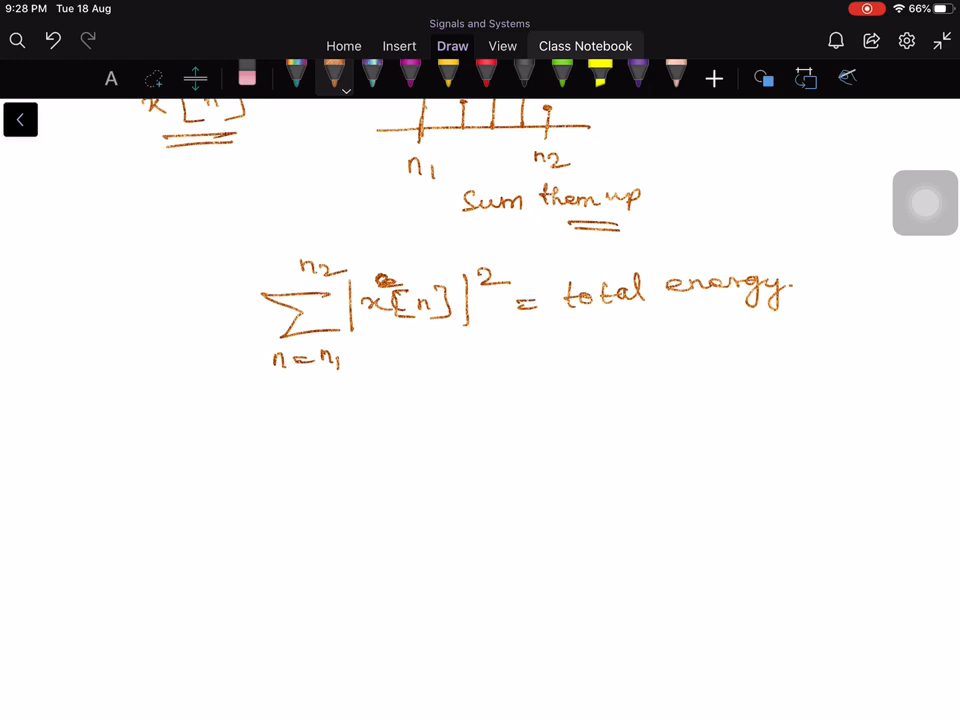 9:28 PM Tue 18 Aug
66%
Signals and Systems
Home Insert Draw View Class Notebook
A
x[n]
n1 n2
Sum them up
n2
∑ |x[n]|² = total energy.
n = n1